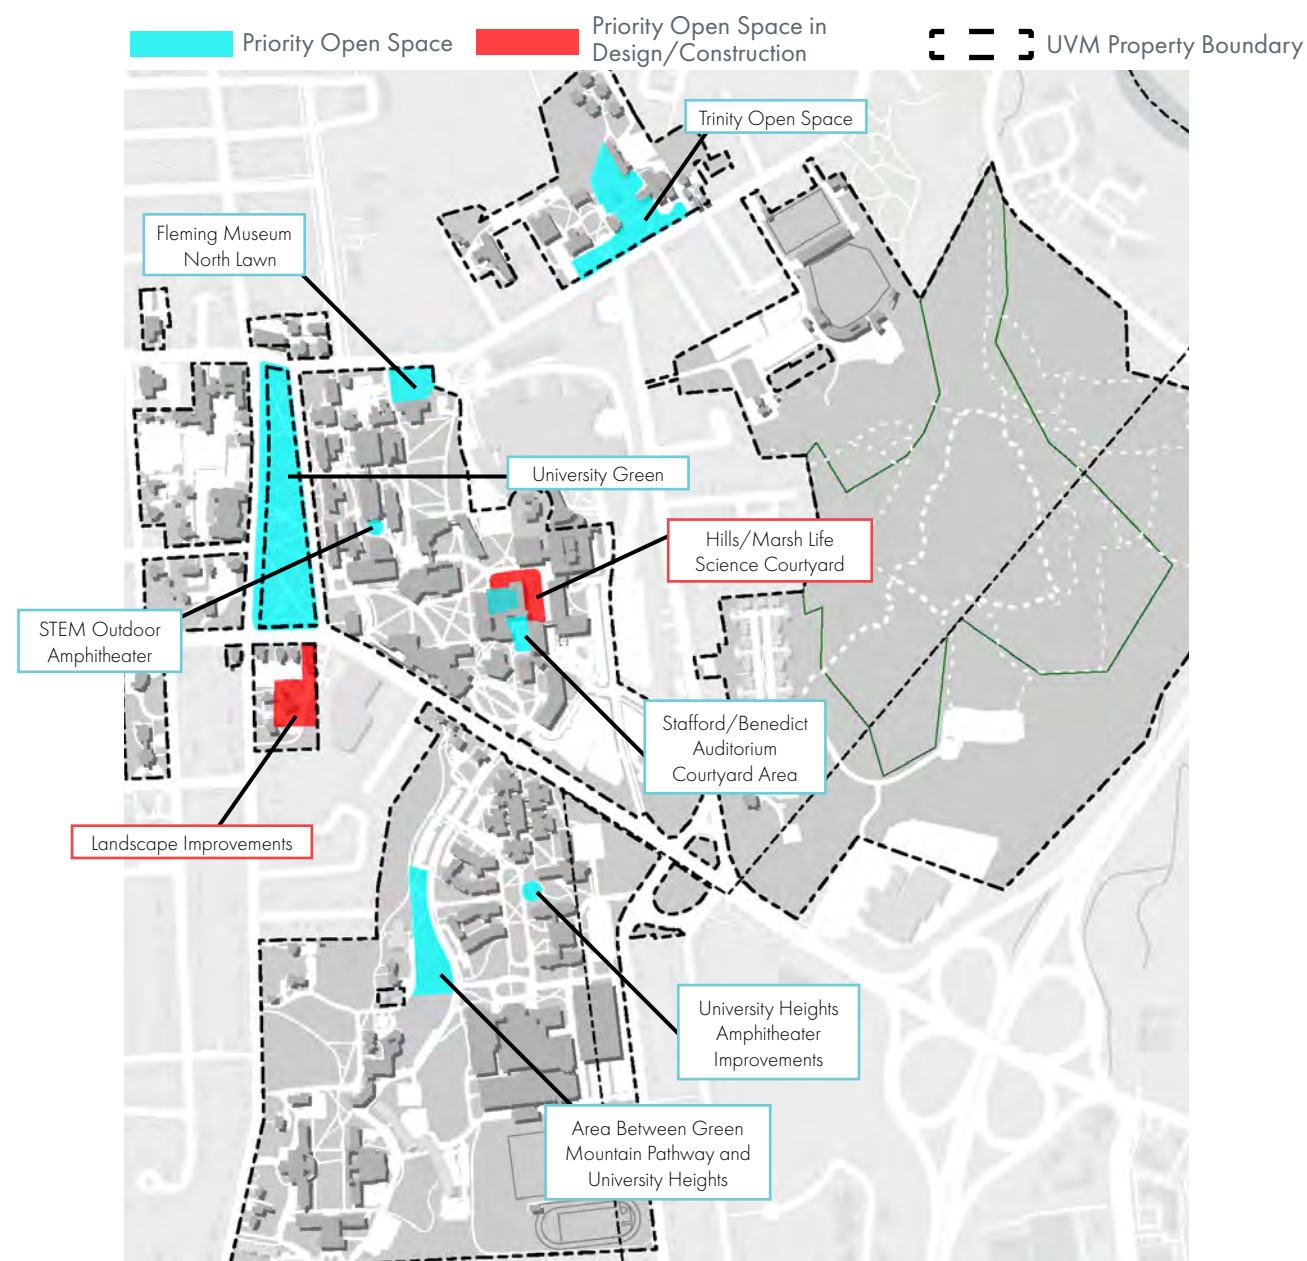 Priority Open Space
Priority Open Space in
Design/Construction
UVM Property Boundary
Trinity Open Space
Fleming Museum
North Lawn
University Green
Hills/Marsh Life
Science Courtyard
STEM Outdoor
Amphitheater
Stafford/Benedict
Auditorium
Courtyard Area
Landscape Improvements
University Heights
Amphitheater
Improvements
Area Between Green
Mountain Pathway and
University Heights